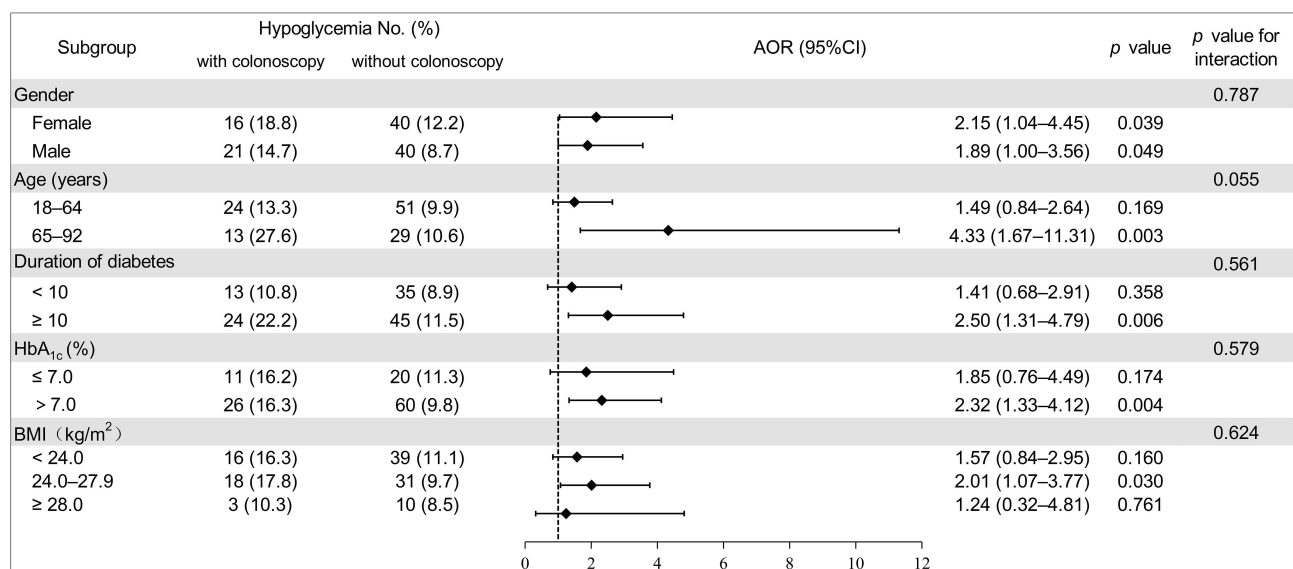 Subgroup Hypoglycemia No. (%) AOR (95%CI) p value p value for interaction
with colonoscopy without colonoscopy
Gender 0.787
Female 16 (18.8) 40 (12.2) 2.15 (1.04–4.45) 0.039
Male 21 (14.7) 40 (8.7) 1.89 (1.00–3.56) 0.049
Age (years) 0.055
18–64 24 (13.3) 51 (9.9) 1.49 (0.84–2.64) 0.169
65–92 13 (27.6) 29 (10.6) 4.33 (1.67–11.31) 0.003
Duration of diabetes 0.561
< 10 13 (10.8) 35 (8.9) 1.41 (0.68–2.91) 0.358
≥ 10 24 (22.2) 45 (11.5) 2.50 (1.31–4.79) 0.006
HbA1c (%) 0.579
≤ 7.0 11 (16.2) 20 (11.3) 1.85 (0.76–4.49) 0.174
> 7.0 26 (16.3) 60 (9.8) 2.32 (1.33–4.12) 0.004
BMI（kg/m²） 0.624
< 24.0 16 (16.3) 39 (11.1) 1.57 (0.84–2.95) 0.160
24.0–27.9 18 (17.8) 31 (9.7) 2.01 (1.07–3.77) 0.030
≥ 28.0 3 (10.3) 10 (8.5) 1.24 (0.32–4.81) 0.761
0 2 4 6 8 10 12